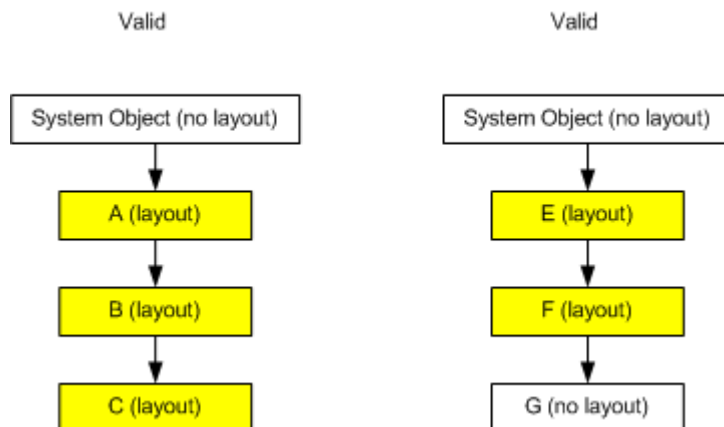 Valid
Valid
System Object (no layout)
System Object (no layout)
A (layout)
E (layout)
B (layout)
F (layout)
C (layout)
G (no layout)